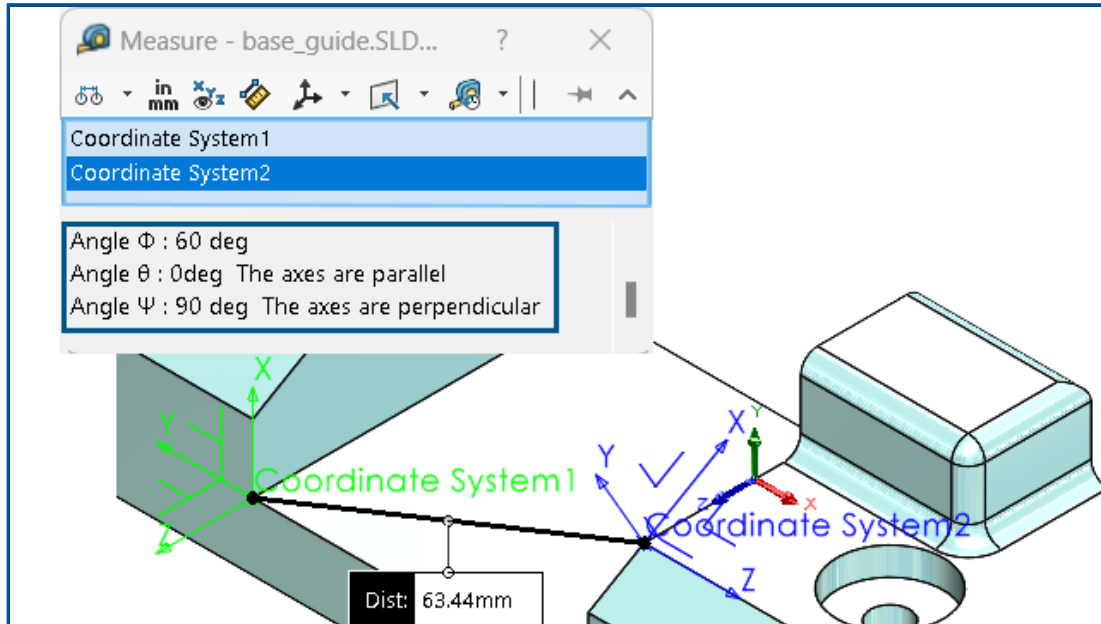 Measure - base_guide.SLD... ?
in
mm
XYZ
Coordinate System1
Coordinate System2
Angle Φ : 60 deg
Angle θ : 0deg The axes are parallel
Angle Ψ : 90 deg The axes are perpendicular
X
Y
Z
Coordinate System1
X
Y
Z
Coordinate System2
Y
Z
X
Dist: 63.44mm